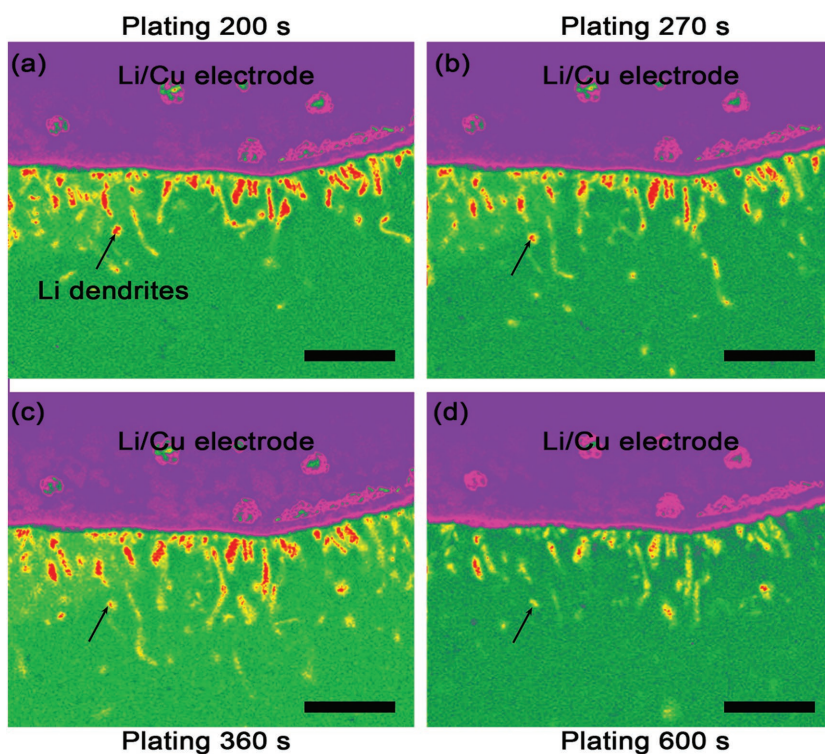 Plating 200 s
Plating 270 s
(a)
Li/Cu electrode
Li dendrites
(b)
Li/Cu electrode
(c)
Li/Cu electrode
(d)
Li/Cu electrode
Plating 360 s
Plating 600 s